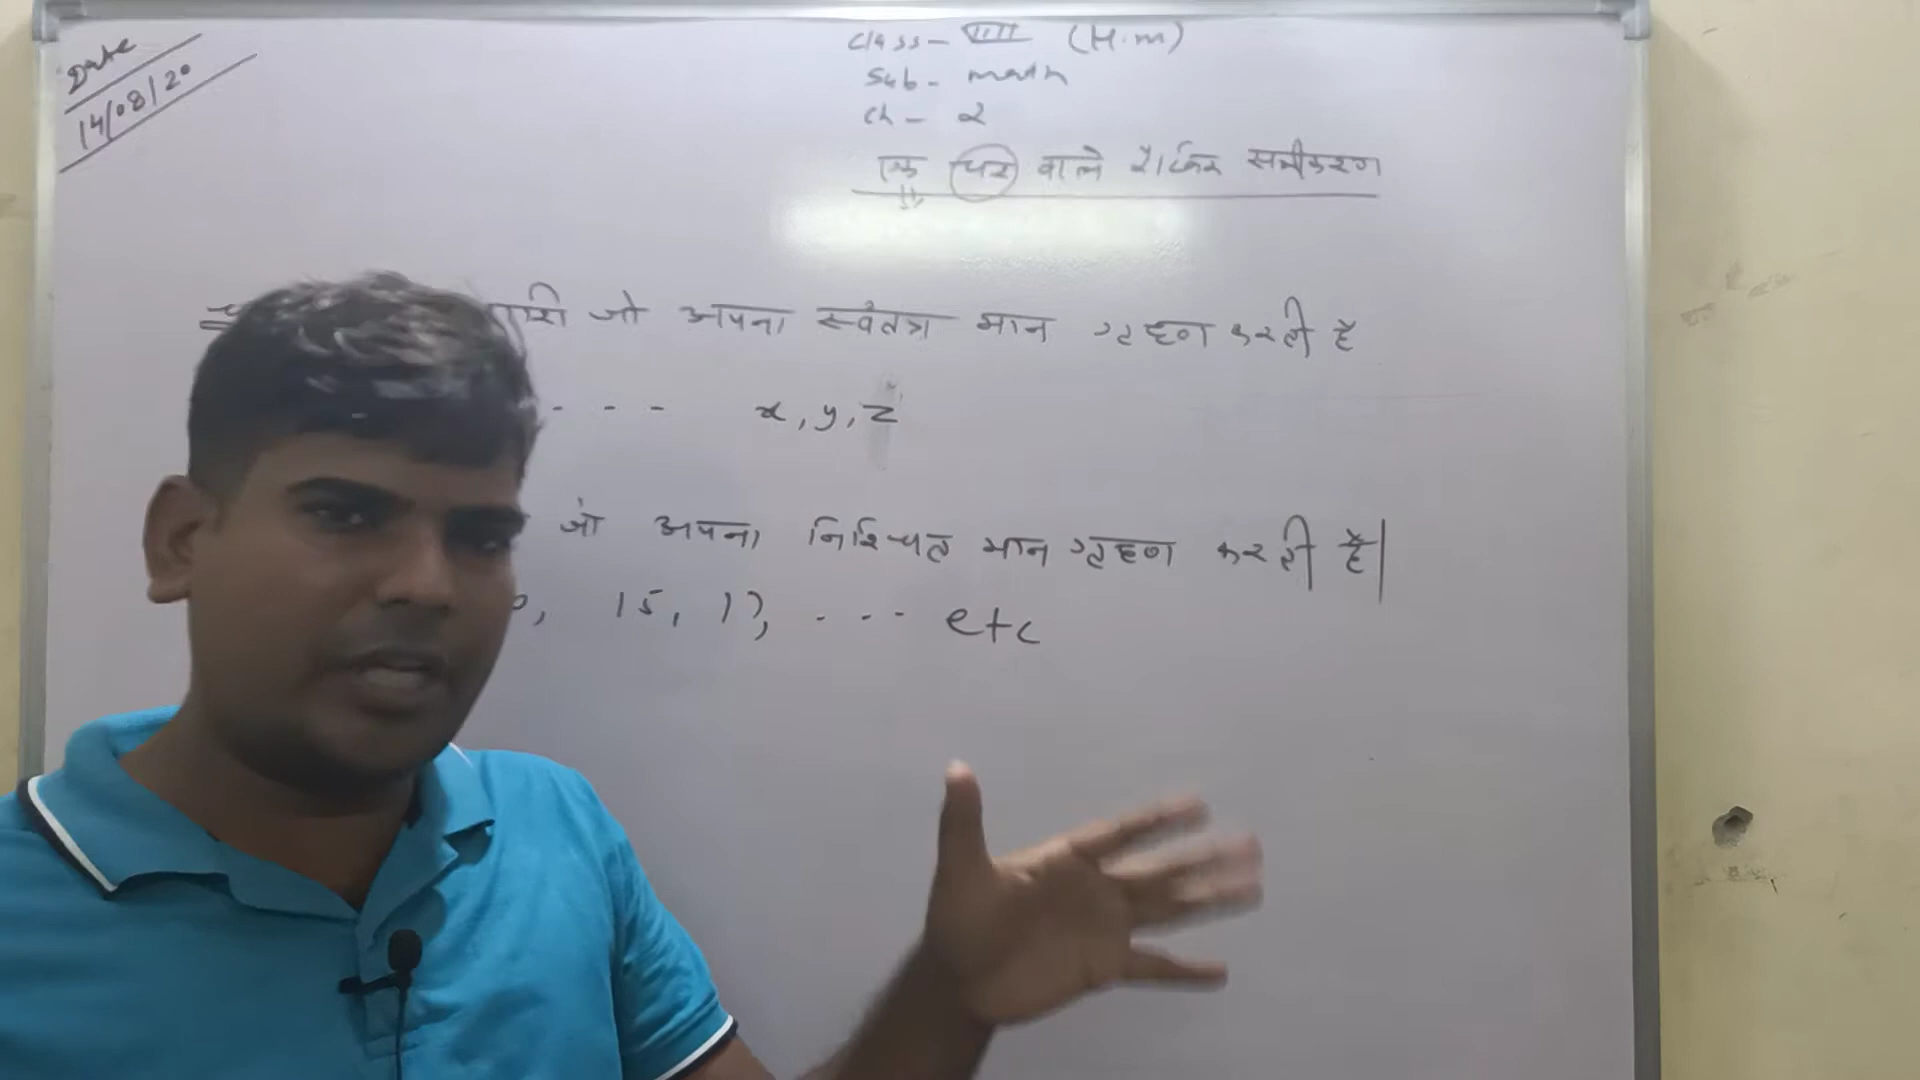 Date
14/08/20
Class - VIII (H.m)
Sub - math
Ch - 2
एक चर वाले रैखिक समीकरण
राशि जो अपना स्वतंत्र मान ग्रहण करती है
- - - x, y, z
जो अपना निश्चित मान ग्रहण करती है|
15, 17, - - - etc